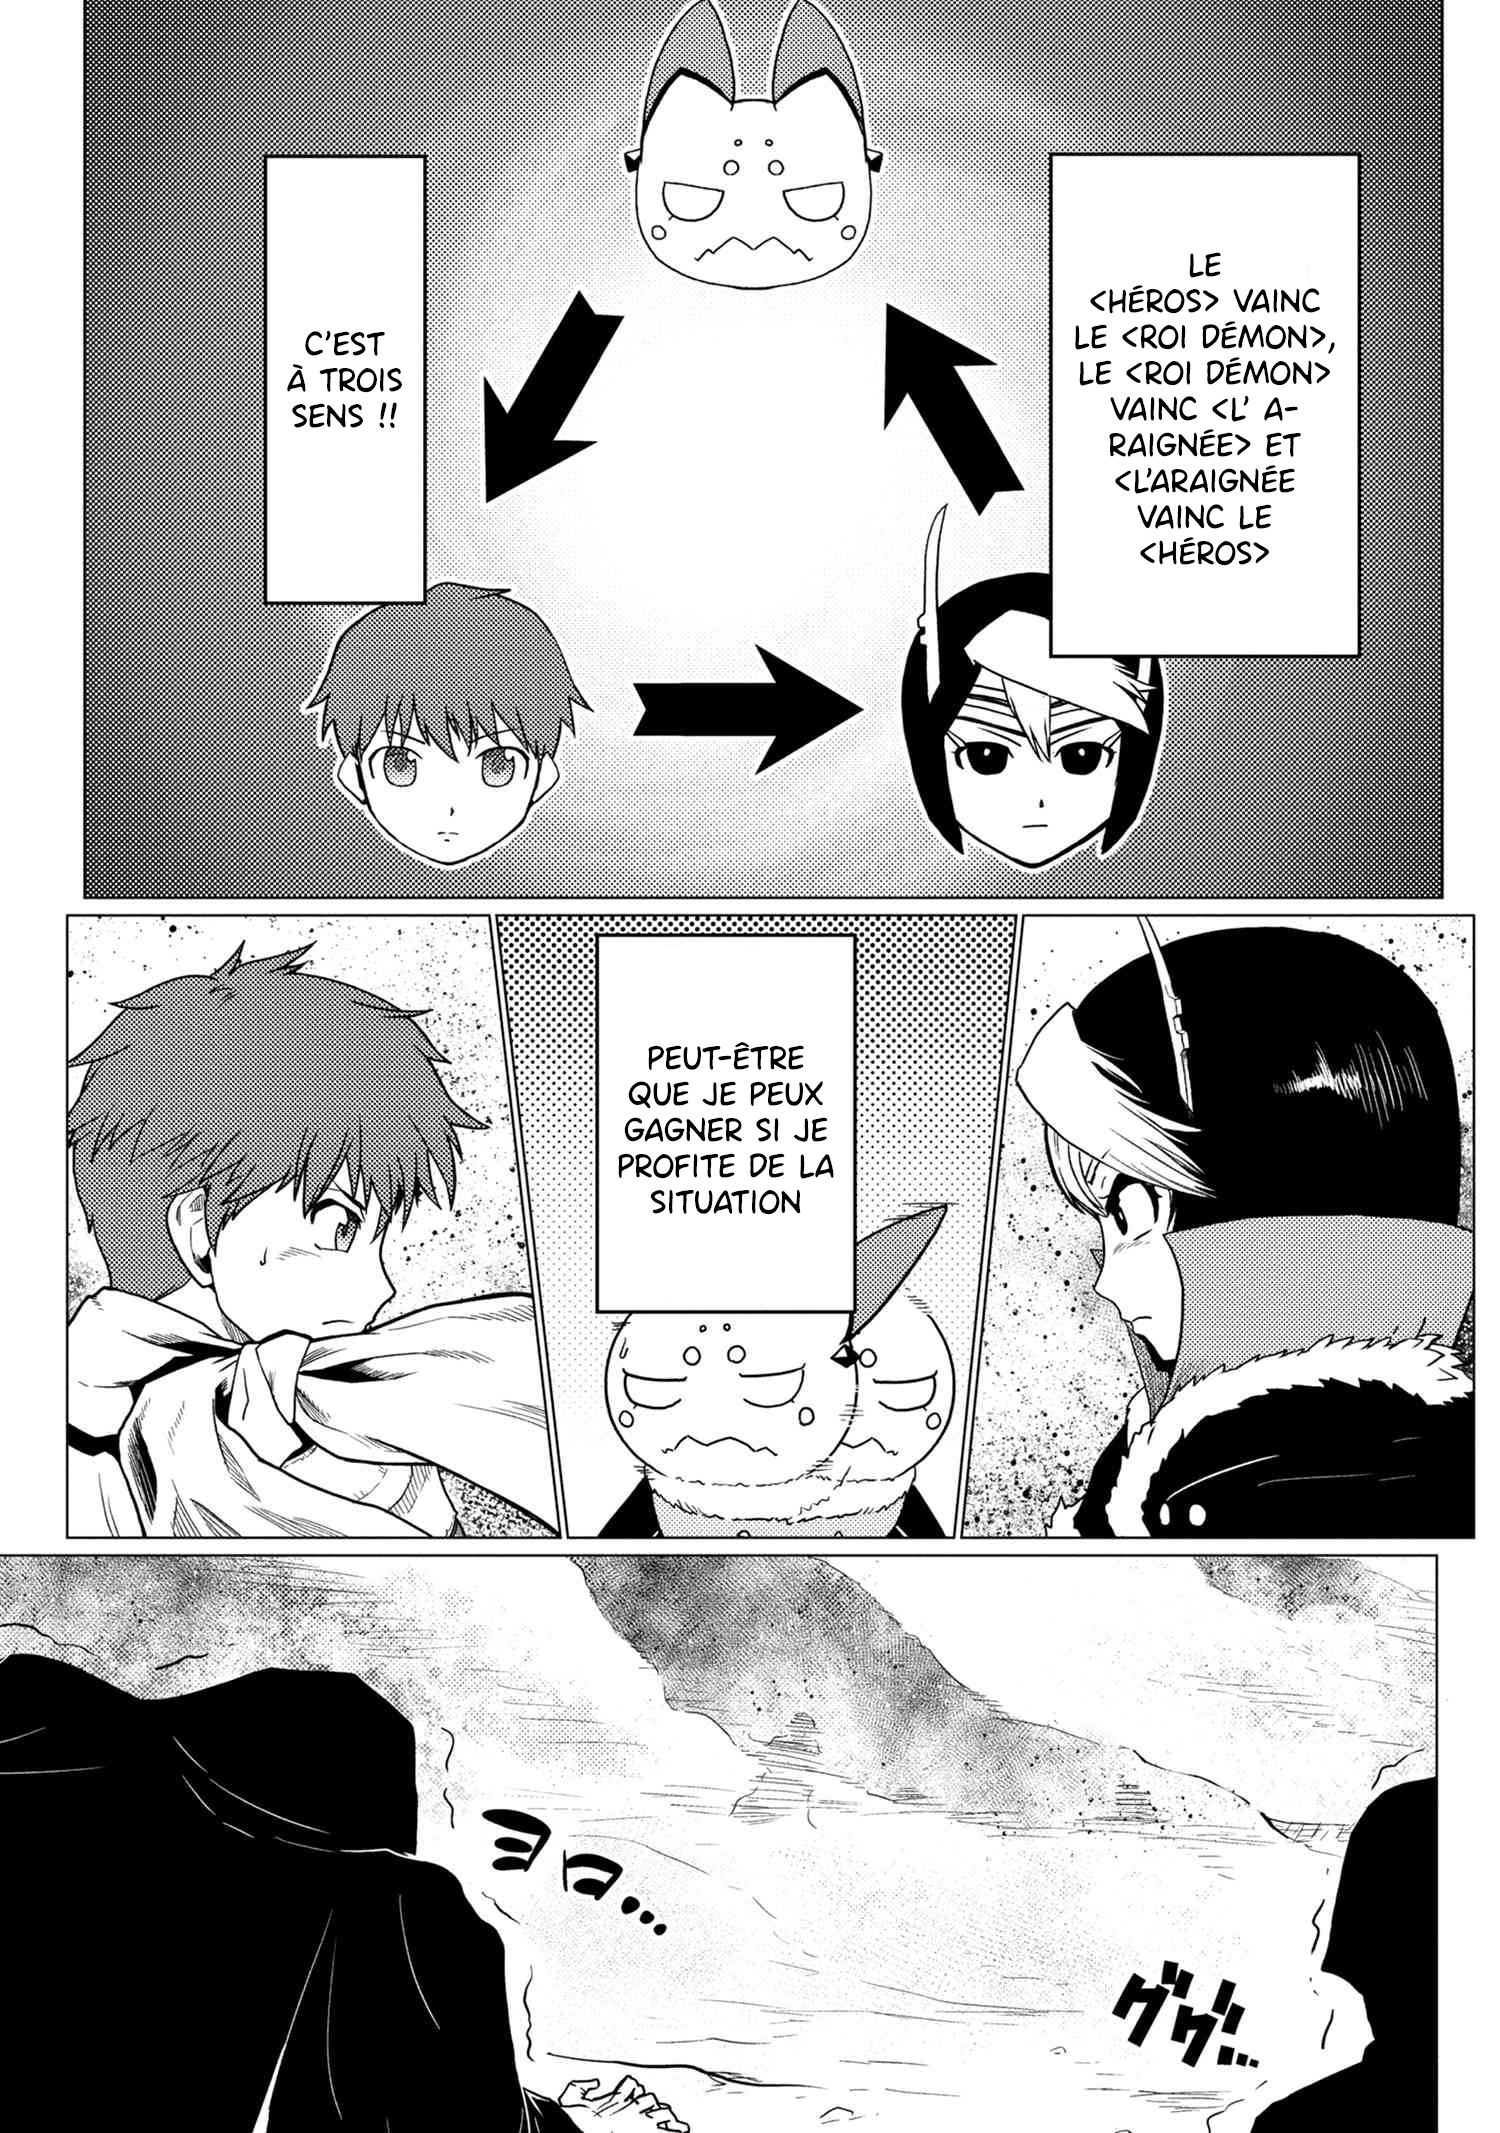 LE
<HÉROS> VAINC
LE <ROI DÉMON>,
LE <ROI DÉMON>
VAINC <L' A-
RAIGNÉE> ET
<L'ARAIGNÉE
VAINC LE
<HÉROS>
C'EST
À TROIS
SENS !!
PEUT-ÊTRE
QUE JE PEUX
GAGNER SI JE
PROFITE DE LA
SITUATION
ヨロ…
ググ…